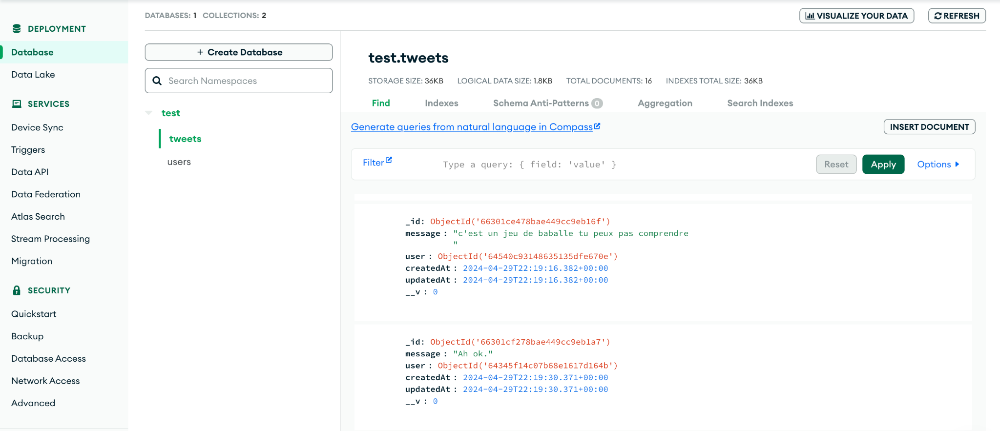 DATABASES: 1 COLLECTIONS: 2
VISUALIZE YOUR DATA
REFRESH
DEPLOYMENT
Database
Data Lake
SERVICES
Device Sync
Triggers
Data API
Data Federation
Atlas Search
Stream Processing
Migration
SECURITY
Quickstart
Backup
Database Access
Network Access
Advanced
+ Create Database
Search Namespaces
test
tweets
users
test.tweets
STORAGE SIZE: 36KB LOGICAL DATA SIZE: 1.8KB TOTAL DOCUMENTS: 16 INDEXES TOTAL SIZE: 36KB
Find Indexes Schema Anti-Patterns 0 Aggregation Search Indexes
Generate queries from natural language in Compass
INSERT DOCUMENT
Filter Type a query: { field: 'value' } Reset Apply Options
_id: ObjectId('66301ce478bae449cc9eb16f')
message : "c'est un jeu de baballe tu peux pas comprendre
"
user : ObjectId('64540c93148635135dfe670e')
createdAt : 2024-04-29T22:19:16.382+00:00
updatedAt : 2024-04-29T22:19:16.382+00:00
__v : 0
_id: ObjectId('66301cf278bae449cc9eb1a7')
message : "Ah ok."
user : ObjectId('64345f14c07b68e1617d164b')
createdAt : 2024-04-29T22:19:30.371+00:00
updatedAt : 2024-04-29T22:19:30.371+00:00
__v : 0